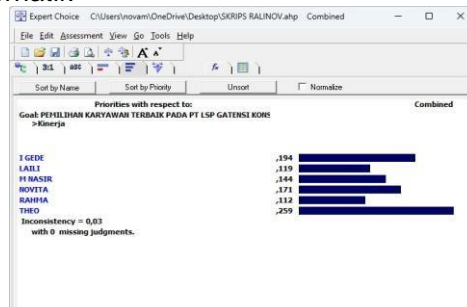 Expert Choice C:\Users\novam\OneDrive\Desktop\SKRIPS RALINOV.ahp Combined
File Edit Assessment View Go Tools Help
3:1 ABC
Sort by Name Sort by Priority Unsort Normalize
Priorities with respect to: Combined
Goal: PEMILIHAN KARYAWAN TERBAIK PADA PT LSP GATENSI KONS
>Kinerja
I GEDE ,194
LAILI ,119
M NASIR ,144
NOVITA ,171
RAHMA ,112
THEO ,259
Inconsistency = 0,03
with 0 missing judgments.